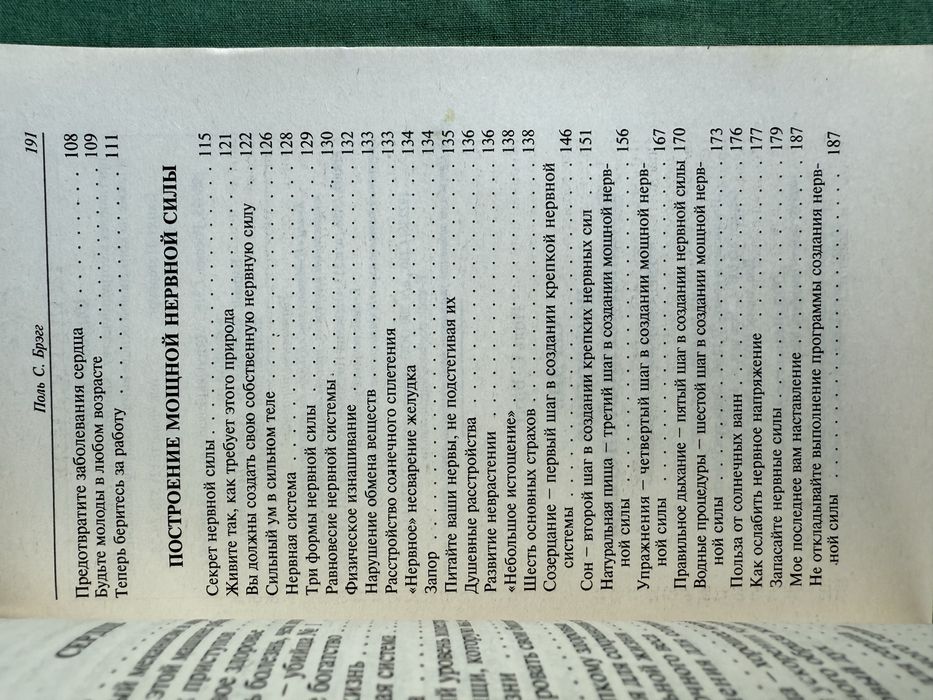 Поль С. Брэгг 191
Предотвратите заболевания сердца . . . . . . . . . . 108
Будьте молоды в любом возрасте . . . . . . . . . . . 109
Теперь беритесь за работу . . . . . . . . . . . . . . 111
ПОСТРОЕНИЕ МОЩНОЙ НЕРВНОЙ СИЛЫ
Секрет нервной силы . . . . . . . . . . . . . . . . . 115
Живите так, как требует этого природа . . . . . . . . 121
Вы должны создать свою собственную нервную силу . . . 122
Сильный ум в сильном теле . . . . . . . . . . . . . . 126
Нервная система . . . . . . . . . . . . . . . . . . . 128
Три формы нервной силы . . . . . . . . . . . . . . . 129
Равновесие нервной системы . . . . . . . . . . . . . 130
Физическое изнашивание . . . . . . . . . . . . . . . 132
Нарушение обмена веществ . . . . . . . . . . . . . . 133
Расстройство солнечного сплетения . . . . . . . . . . 133
«Нервное» несварение желудка . . . . . . . . . . . . 134
Запор . . . . . . . . . . . . . . . . . . . . . . . . 134
Питайте ваши нервы, не подстегивая их . . . . . . . . 135
Душевные расстройства . . . . . . . . . . . . . . . . 136
Развитие неврастении . . . . . . . . . . . . . . . . 136
«Небольшое истощение» . . . . . . . . . . . . . . . . 138
Шесть основных страхов . . . . . . . . . . . . . . . 138
Созерцание – первый шаг в создании крепкой нервной
системы . . . . . . . . . . . . . . . . . . . . . . . 146
Сон – второй шаг в создании крепких нервных сил . . . 151
Натуральная пища – третий шаг в создании мощной нерв-
ной силы . . . . . . . . . . . . . . . . . . . . . . 156
Упражнения – четвертый шаг в создании мощной нерв-
ной силы . . . . . . . . . . . . . . . . . . . . . . 167
Правильное дыхание – пятый шаг в создании нервной силы 170
Водные процедуры – шестой шаг в создании мощной нерв-
ной силы . . . . . . . . . . . . . . . . . . . . . . 173
Польза от солнечных ванн . . . . . . . . . . . . . . 176
Как ослабить нервное напряжение . . . . . . . . . . . 177
Запасайте нервные силы . . . . . . . . . . . . . . . 179
Мое последнее вам наставление . . . . . . . . . . . . 187
Не откладывайте выполнение программы создания нерв-
ной силы . . . . . . . . . . . . . . . . . . . . . . 187